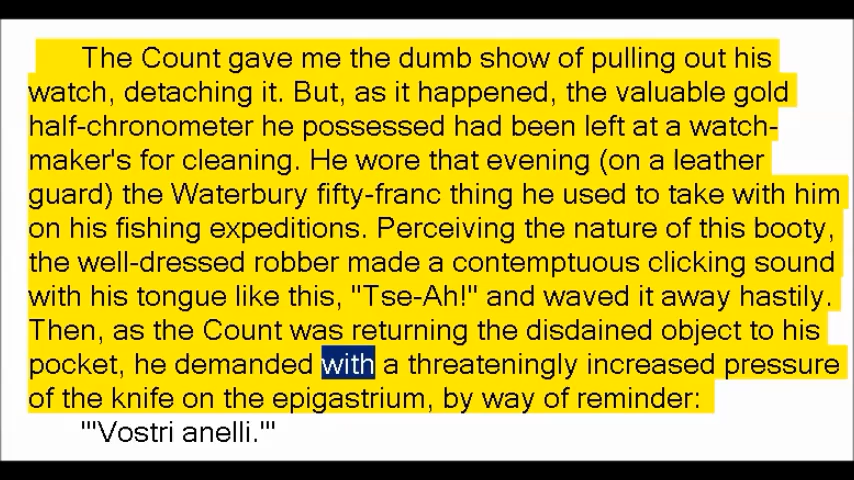 The Count gave me the dumb show of pulling out his
watch, detaching it. But, as it happened, the valuable gold
half-chronometer he possessed had been left at a watch-
maker's for cleaning. He wore that evening (on a leather
guard) the Waterbury fifty-franc thing he used to take with him
on his fishing expeditions. Perceiving the nature of this booty,
the well-dressed robber made a contemptuous clicking sound
with his tongue like this, "Tse-Ah!" and waved it away hastily.
Then, as the Count was returning the disdained object to his
pocket, he demanded with a threateningly increased pressure
of the knife on the epigastrium, by way of reminder:
"'Vostri anelli.'"